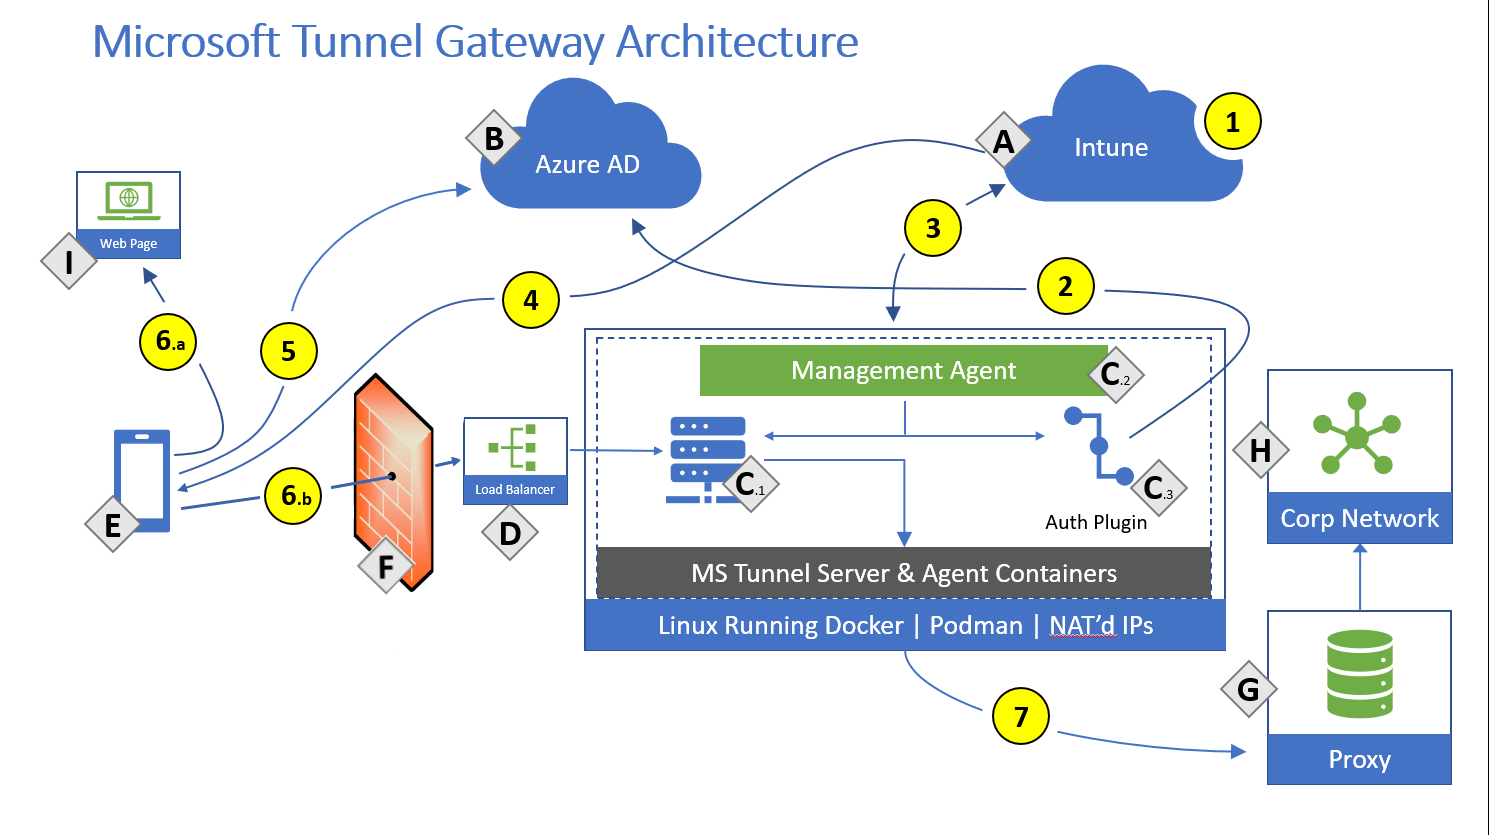 Microsoft Tunnel Gateway Architecture
B
Azure AD
A
Intune
1
Web Page
I
3
4
2
6.a
5
Management Agent
C.2
Load Balancer
D
C.1
C.3
Auth Plugin
6.b
E
F
H
Corp Network
MS Tunnel Server & Agent Containers
Linux Running Docker | Podman | NAT’d IPs
G
7
Proxy